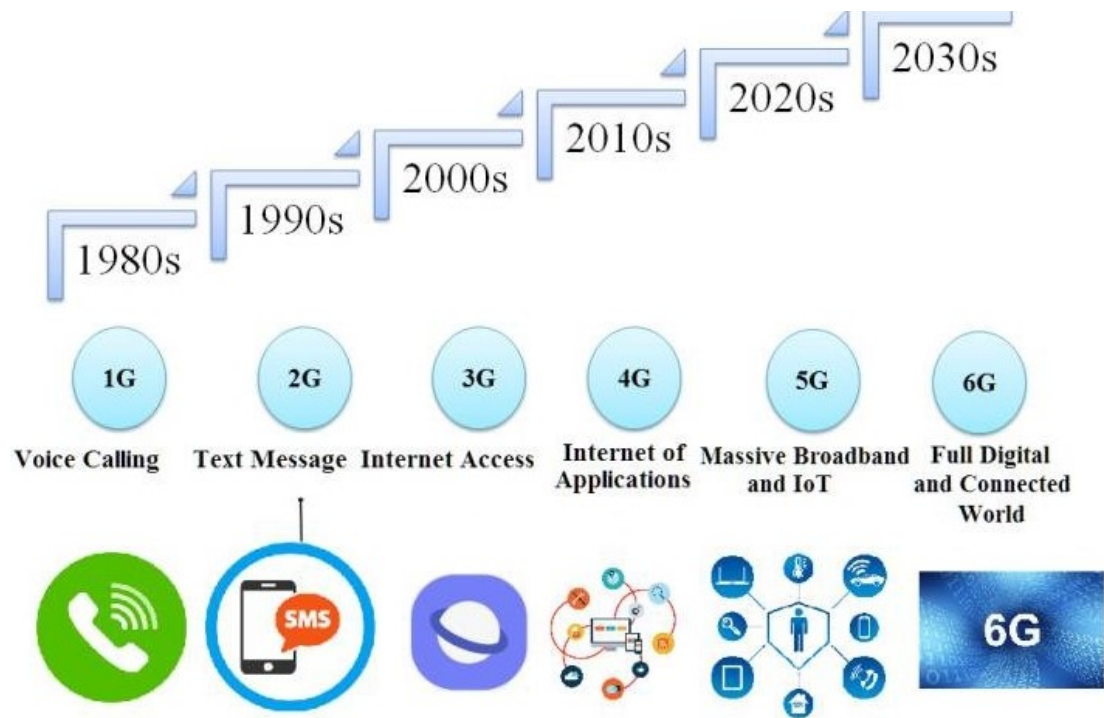 2030s
2020s
2010s
2000s
1990s
1980s
1G
2G
3G
4G
5G
6G
Voice Calling
Text Message
Internet Access
Internet of
Applications
Massive Broadband
and IoT
Full Digital
and Connected
World
SMS
6G